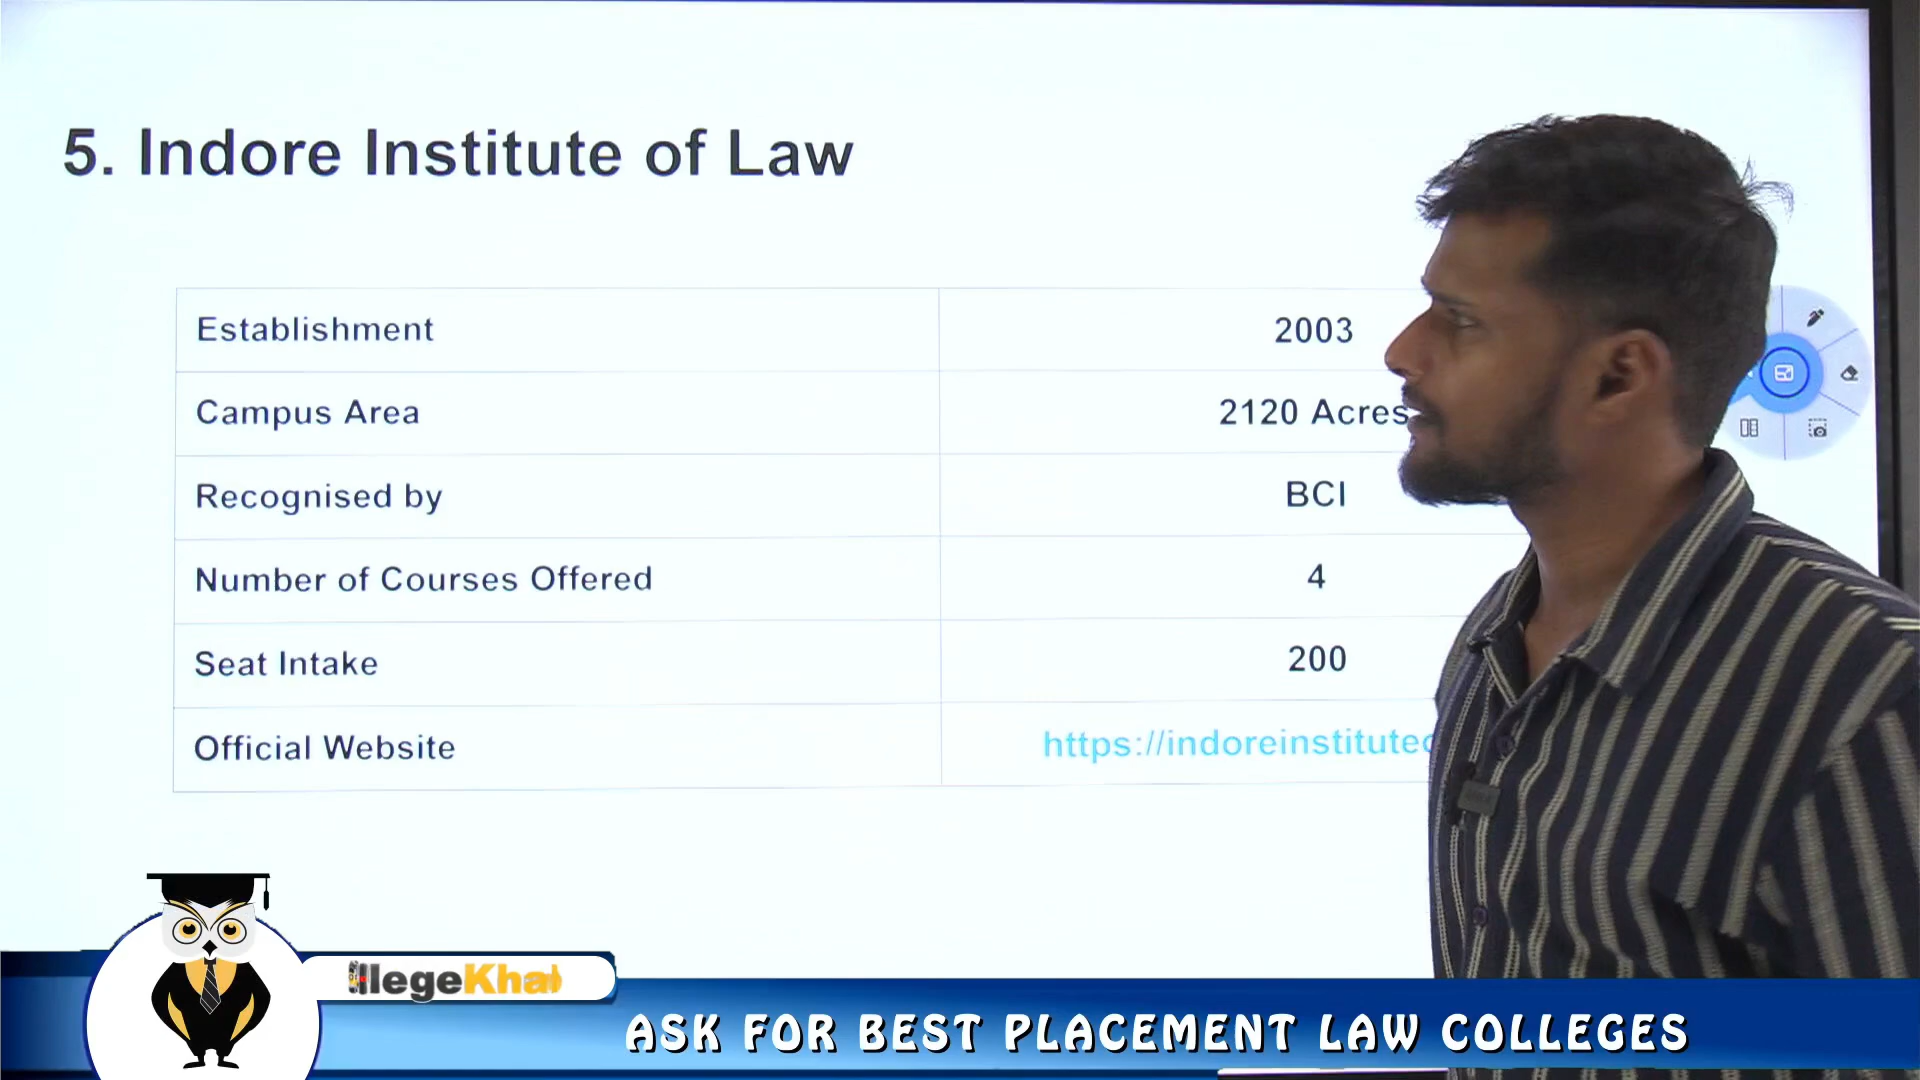 5. Indore Institute of Law
Establishment 2003
Campus Area 2120 Acres
Recognised by BCI
Number of Courses Offered 4
Seat Intake 200
Official Website https://indoreinstitute
llegeKha
ASK FOR BEST PLACEMENT LAW COLLEGES